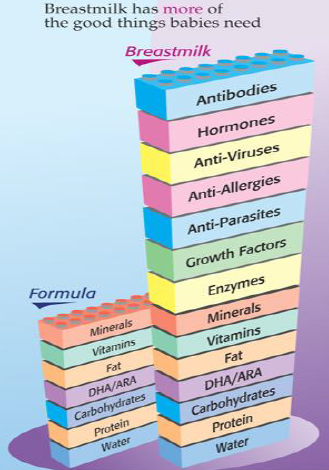 Breastmilk has more of
the good things babies need
Breastmilk
Antibodies
Hormones
Anti-Viruses
Anti-Allergies
Anti-Parasites
Growth Factors
Enzymes
Minerals
Vitamins
Fat
DHA/ARA
Carbohydrates
Protein
Water
Formula
Minerals
Vitamins
Fat
DHA/ARA
Carbohydrates
Protein
Water